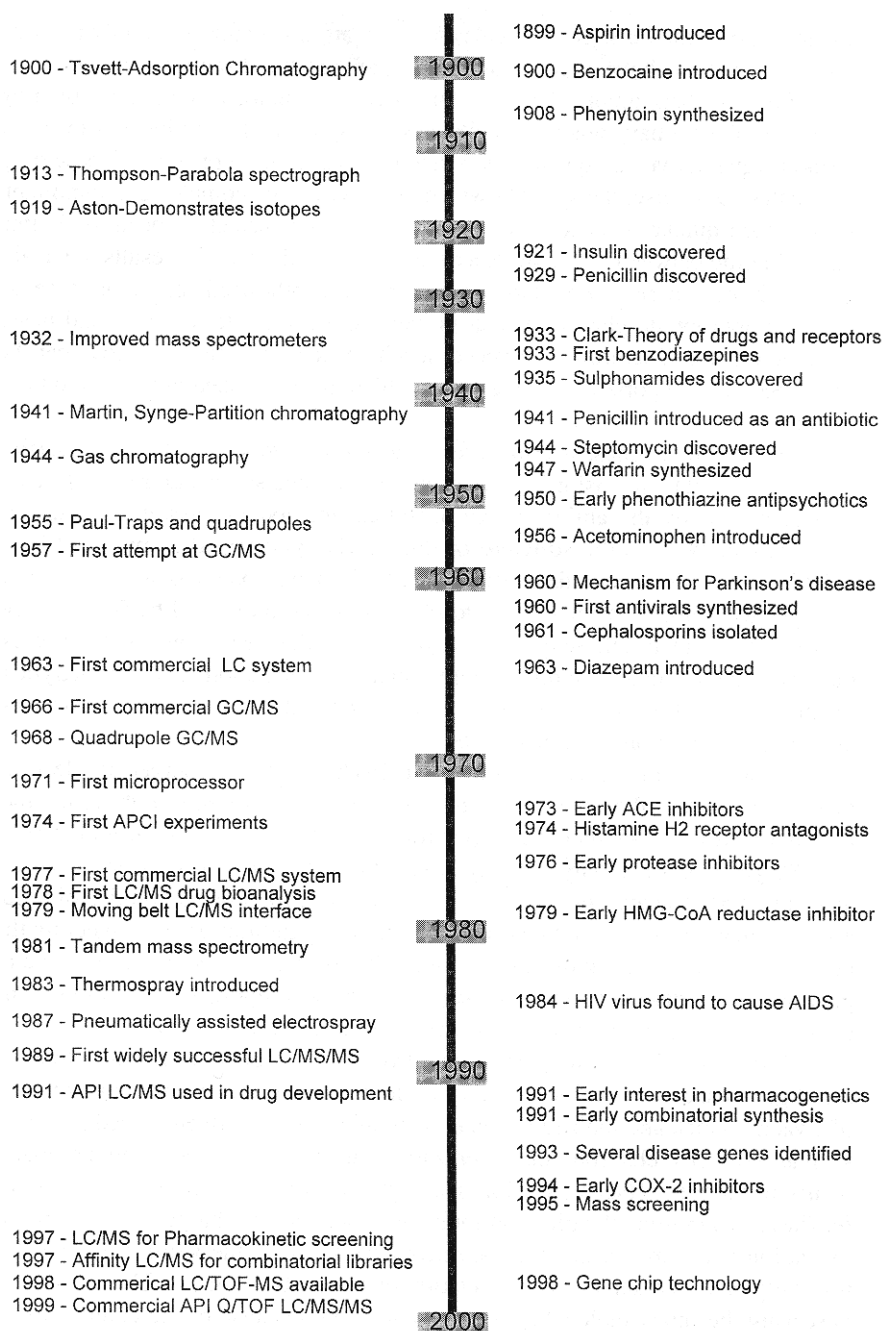 1899 - Aspirin introduced
1900 - Tsvett-Adsorption Chromatography
1900
1900 - Benzocaine introduced
1908 - Phenytoin synthesized
1910
1913 - Thompson-Parabola spectrograph
1919 - Aston-Demonstrates isotopes
1920
1921 - Insulin discovered
1929 - Penicillin discovered
1930
1932 - Improved mass spectrometers
1933 - Clark-Theory of drugs and receptors
1933 - First benzodiazepines
1935 - Sulphonamides discovered
1940
1941 - Martin, Synge-Partition chromatography
1941 - Penicillin introduced as an antibiotic
1944 - Gas chromatography
1944 - Steptomycin discovered
1947 - Warfarin synthesized
1950
1950 - Early phenothiazine antipsychotics
1955 - Paul-Traps and quadrupoles
1956 - Acetominophen introduced
1957 - First attempt at GC/MS
1960
1960 - Mechanism for Parkinson's disease
1960 - First antivirals synthesized
1961 - Cephalosporins isolated
1963 - First commercial LC system
1963 - Diazepam introduced
1966 - First commercial GC/MS
1968 - Quadrupole GC/MS
1970
1971 - First microprocessor
1973 - Early ACE inhibitors
1974 - First APCI experiments
1974 - Histamine H2 receptor antagonists
1976 - Early protease inhibitors
1977 - First commercial LC/MS system
1978 - First LC/MS drug bioanalysis
1979 - Moving belt LC/MS interface
1979 - Early HMG-CoA reductase inhibitor
1980
1981 - Tandem mass spectrometry
1983 - Thermospray introduced
1984 - HIV virus found to cause AIDS
1987 - Pneumatically assisted electrospray
1989 - First widely successful LC/MS/MS
1990
1991 - API LC/MS used in drug development
1991 - Early interest in pharmacogenetics
1991 - Early combinatorial synthesis
1993 - Several disease genes identified
1994 - Early COX-2 inhibitors
1995 - Mass screening
1997 - LC/MS for Pharmacokinetic screening
1997 - Affinity LC/MS for combinatorial libraries
1998 - Commerical LC/TOF-MS available
1998 - Gene chip technology
1999 - Commercial API Q/TOF LC/MS/MS
2000